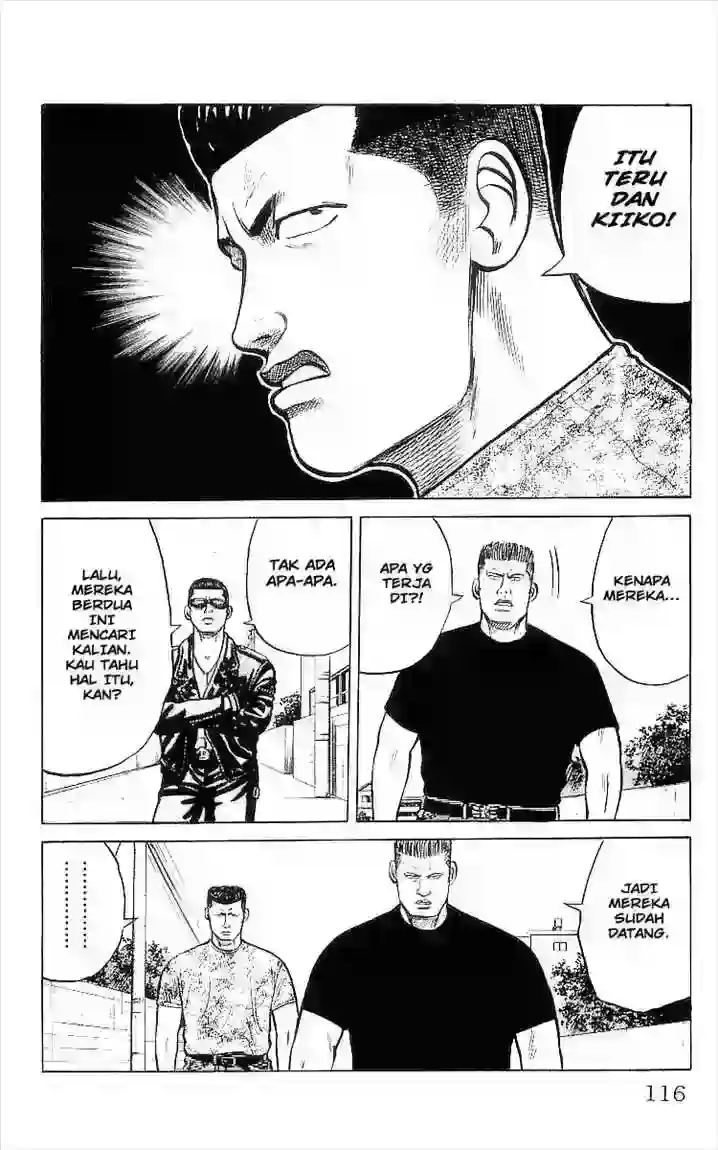 ITU
TERU
DAN
KIIKO!
KENAPA
MEREKA...
APA YG
TERJA
DI?!
TAK ADA
APA-APA.
LALU,
MEREKA
BERDUA
INI
MENCARI
KALIAN.
KAU TAHU
HAL ITU,
KAN?
JADI
MEREKA
SUDAH
DATANG.
..........
116